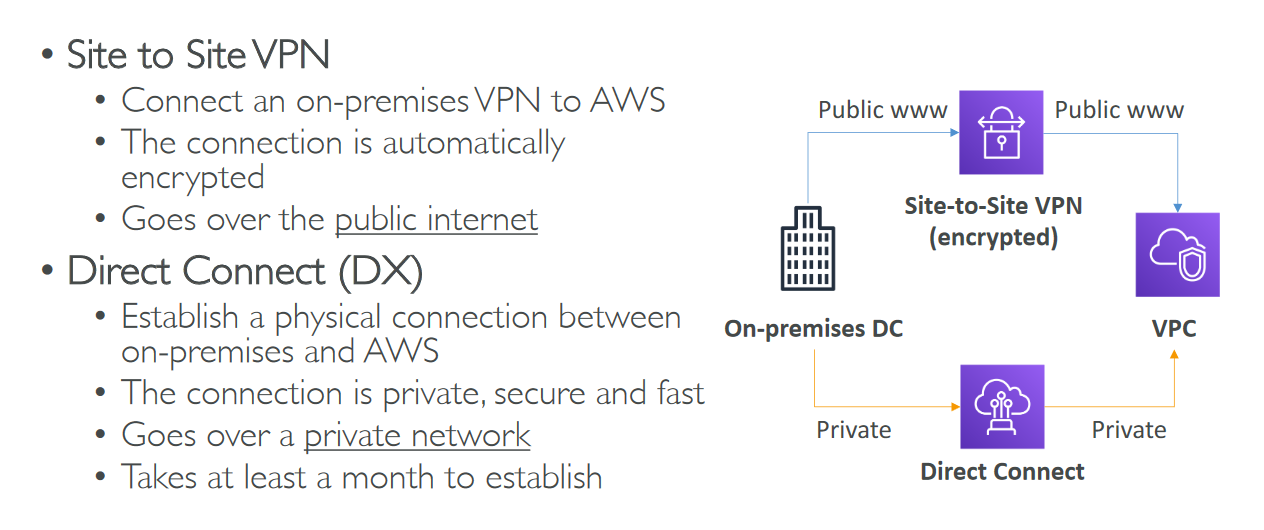 • Site to Site VPN
• Connect an on-premises VPN to AWS
• The connection is automatically
encrypted
• Goes over the public internet
• Direct Connect (DX)
• Establish a physical connection between
on-premises and AWS
• The connection is private, secure and fast
• Goes over a private network
• Takes at least a month to establish
Public www
Public www
Site-to-Site VPN
(encrypted)
On-premises DC
VPC
Private
Private
Direct Connect